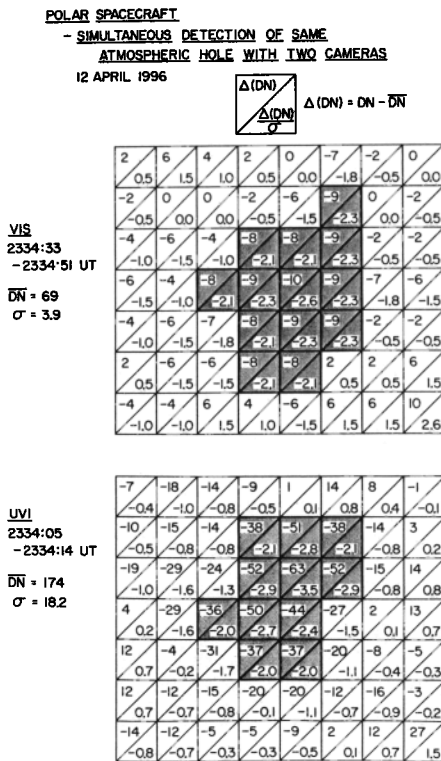 POLAR SPACECRAFT
- SIMULTANEOUS DETECTION OF SAME
ATMOSPHERIC HOLE WITH TWO CAMERAS
12 APRIL 1996
Δ(DN)
Δ(DN)
σ
Δ(DN) = DN - DN
VIS
2334:33
-2334:51 UT
DN = 69
σ = 3.9
2 6 4 2 0 -7 -2 0
0.5 1.5 1.0 0.5 0.0 -1.8 -0.5 0.0
-2 0 0 -2 -6 -9 0 -2
-0.5 0.0 0.0 -0.5 -1.5 -2.3 0.0 -0.5
-4 -6 -4 -8 -8 -9 -2 -2
-1.0 -1.5 -1.0 -2.1 -2.1 -2.3 -0.5 -0.5
-6 -4 -8 -9 -10 -9 -7 -6
-1.5 -1.0 -2.1 -2.3 -2.6 -2.3 -1.8 -1.5
-4 -6 -7 -8 -9 -9 -2 -2
-1.0 -1.5 -1.8 -2.1 -2.3 -2.3 -0.5 -0.5
2 -6 -6 -8 -8 2 2 6
0.5 -1.5 -1.5 -2.1 -2.1 0.5 0.5 1.5
-4 -4 6 4 -6 6 6 10
-1.0 -1.0 1.5 1.0 -1.5 1.5 1.5 2.6
UVI
2334:05
-2334:14 UT
DN = 174
σ = 18.2
-7 -18 -14 -9 1 14 8 -1
-0.4 -1.0 -0.8 -0.5 0.1 0.8 0.4 -0.1
-10 -15 -14 -38 -51 -38 -14 3
-0.5 -0.8 -0.8 -2.1 -2.8 -2.1 -0.8 0.2
-19 -29 -24 -52 -63 -52 -15 14
-1.0 -1.6 -1.3 -2.9 -3.5 -2.9 -0.8 0.8
4 -29 -36 -50 -44 -27 2 13
0.2 -1.6 -2.0 -2.7 -2.4 -1.5 0.1 0.7
12 -4 -31 -37 -37 -20 -8 -5
0.7 -0.2 -1.7 -2.0 -2.0 -1.1 -0.4 -0.3
12 -12 -15 -20 -20 -12 -16 -3
0.7 -0.7 -0.8 -0.1 -1.1 -0.7 -0.9 -0.2
-14 -12 -5 -5 -9 2 12 27
-0.8 -0.7 -0.3 -0.3 -0.5 0.1 0.7 1.5